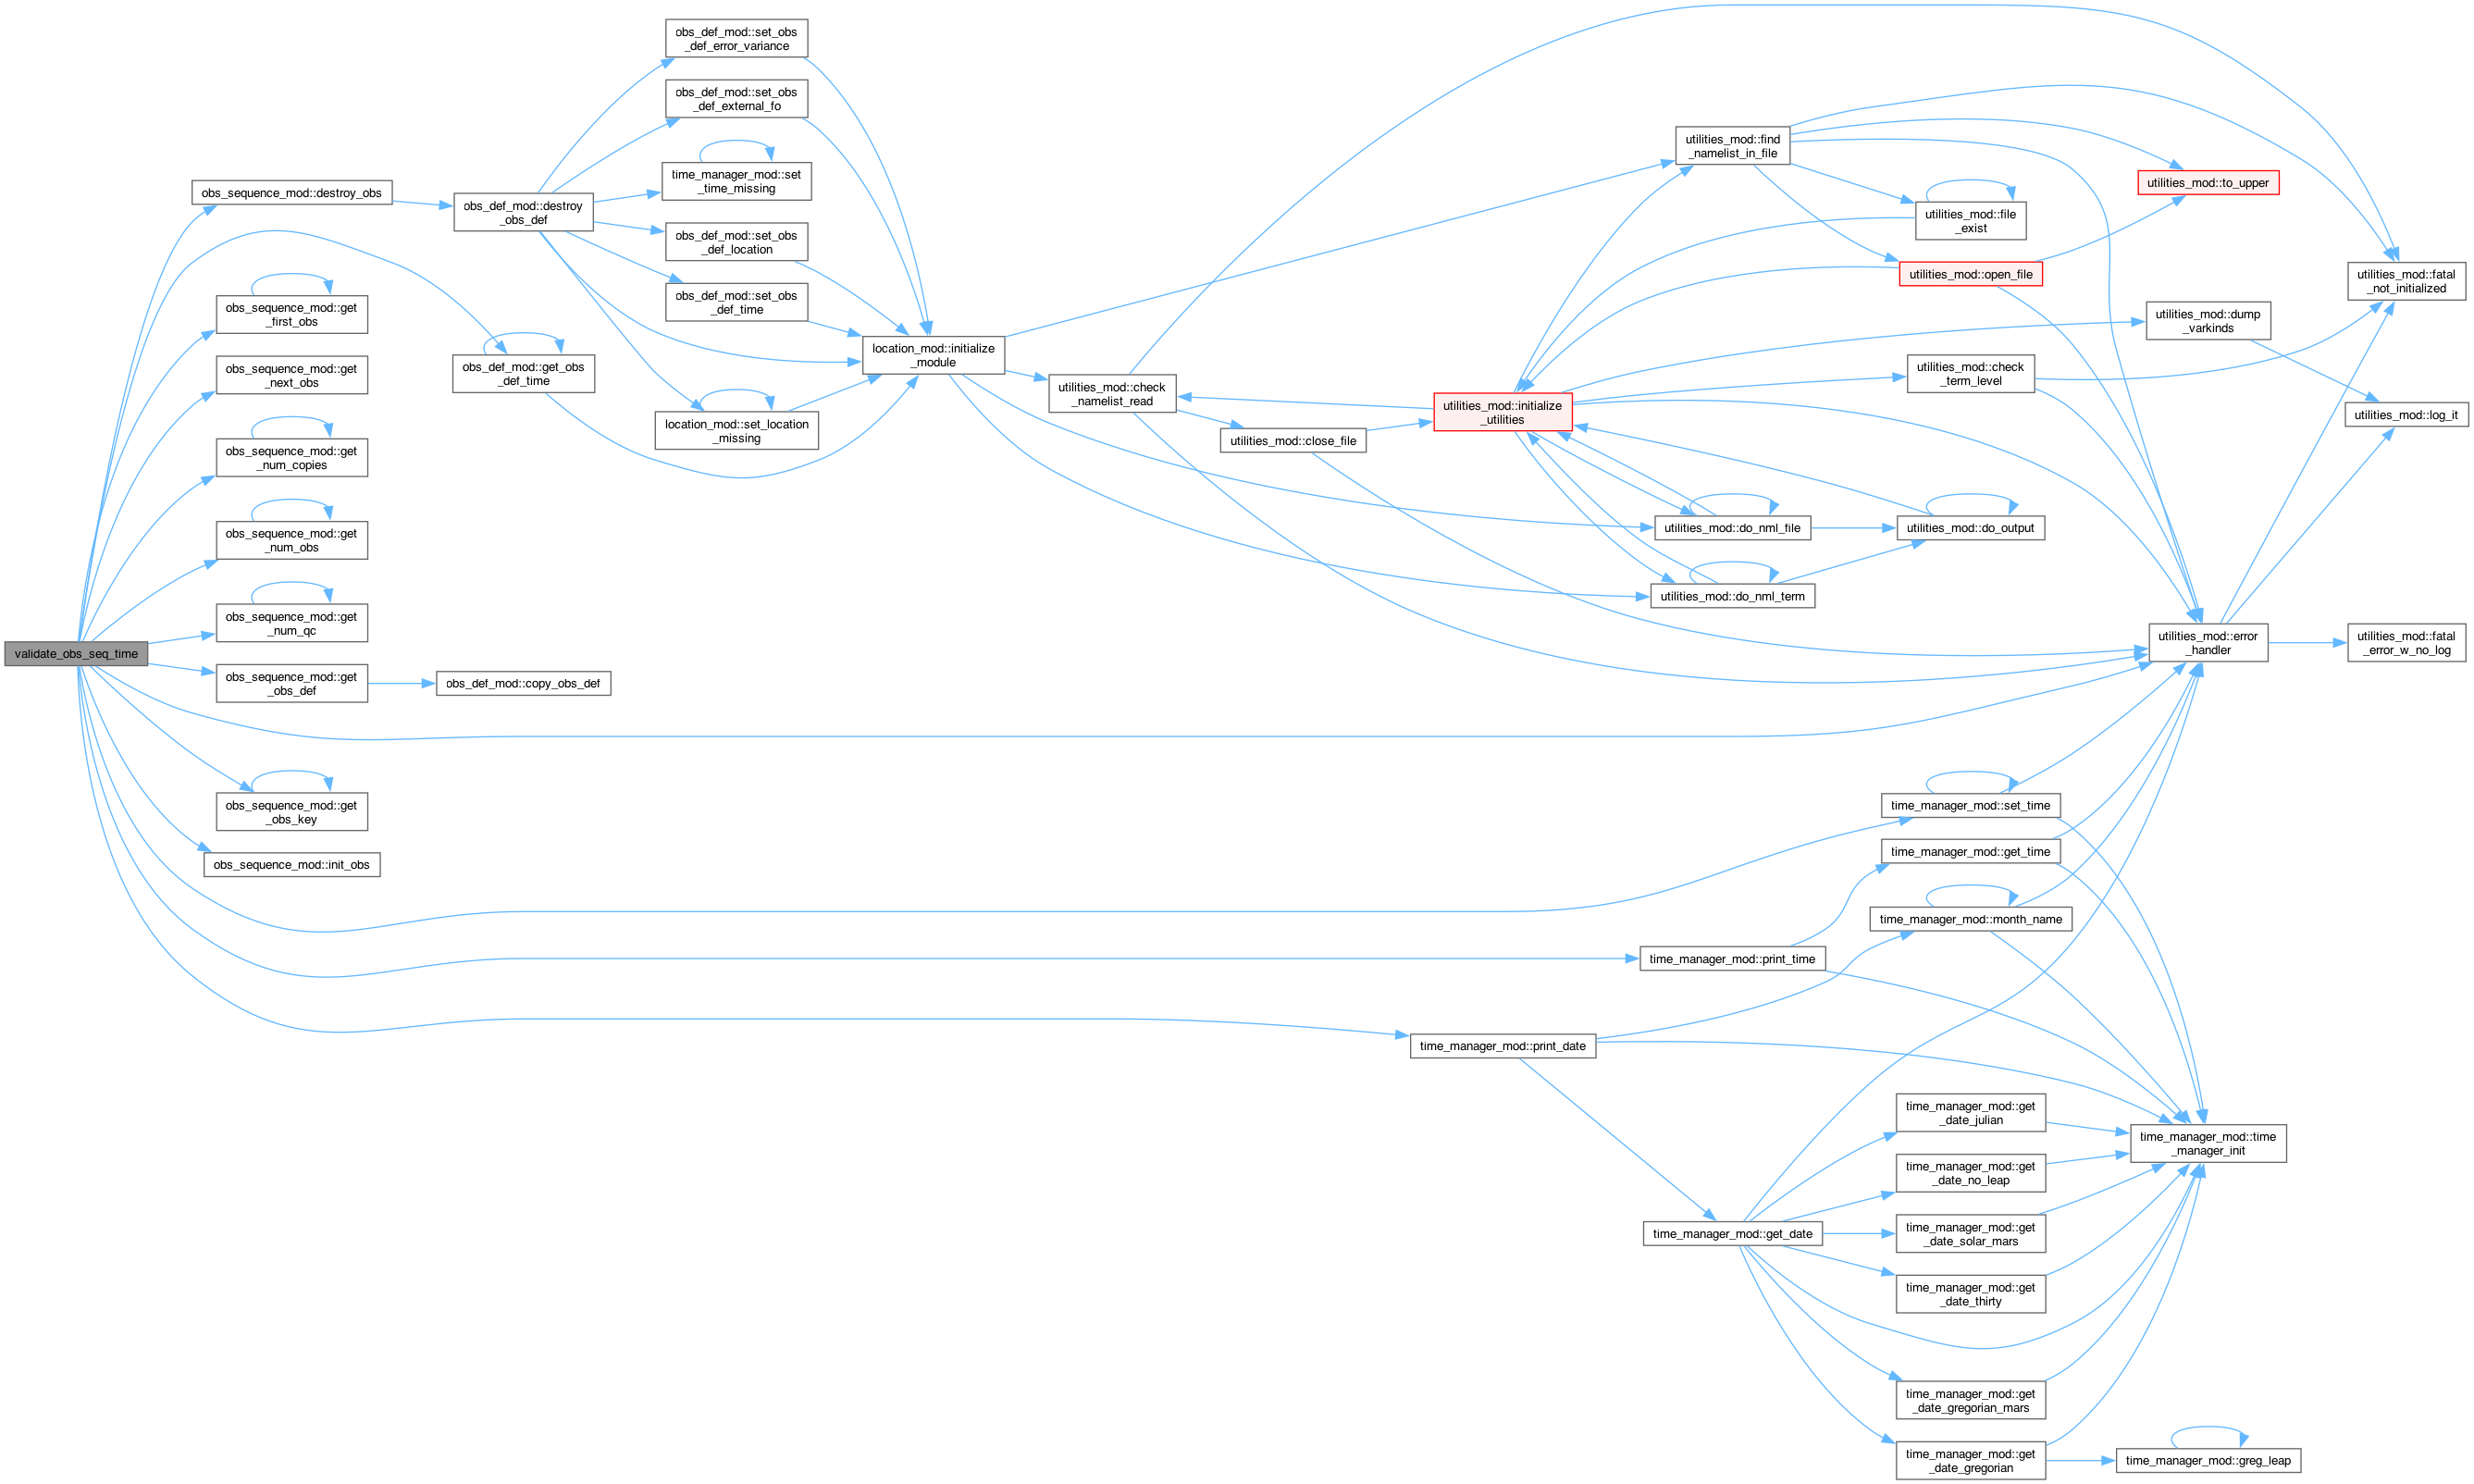 obs_def_mod::set_obs
_def_error_variance
obs_def_mod::set_obs
_def_external_fo
time_manager_mod::set
_time_missing
obs_sequence_mod::destroy_obs
obs_def_mod::destroy
_obs_def
obs_def_mod::set_obs
_def_location
obs_def_mod::set_obs
_def_time
obs_sequence_mod::get
_first_obs
obs_sequence_mod::get
_next_obs
obs_def_mod::get_obs
_def_time
location_mod::initialize
_module
location_mod::set_location
_missing
obs_sequence_mod::get
_num_copies
obs_sequence_mod::get
_num_obs
obs_sequence_mod::get
_num_qc
validate_obs_seq_time
obs_sequence_mod::get
_obs_def
obs_def_mod::copy_obs_def
obs_sequence_mod::get
_obs_key
obs_sequence_mod::init_obs
utilities_mod::check
_namelist_read
utilities_mod::close_file
utilities_mod::initialize
_utilities
utilities_mod::find
_namelist_in_file
utilities_mod::to_upper
utilities_mod::file
_exist
utilities_mod::open_file
utilities_mod::fatal
_not_initialized
utilities_mod::dump
_varkinds
utilities_mod::check
_term_level
utilities_mod::log_it
utilities_mod::do_nml_file
utilities_mod::do_output
utilities_mod::do_nml_term
utilities_mod::error
_handler
utilities_mod::fatal
_error_w_no_log
time_manager_mod::set_time
time_manager_mod::get_time
time_manager_mod::month_name
time_manager_mod::print_time
time_manager_mod::print_date
time_manager_mod::get
_date_julian
time_manager_mod::time
_manager_init
time_manager_mod::get
_date_no_leap
time_manager_mod::get_date
time_manager_mod::get
_date_solar_mars
time_manager_mod::get
_date_thirty
time_manager_mod::get
_date_gregorian_mars
time_manager_mod::get
_date_gregorian
time_manager_mod::greg_leap